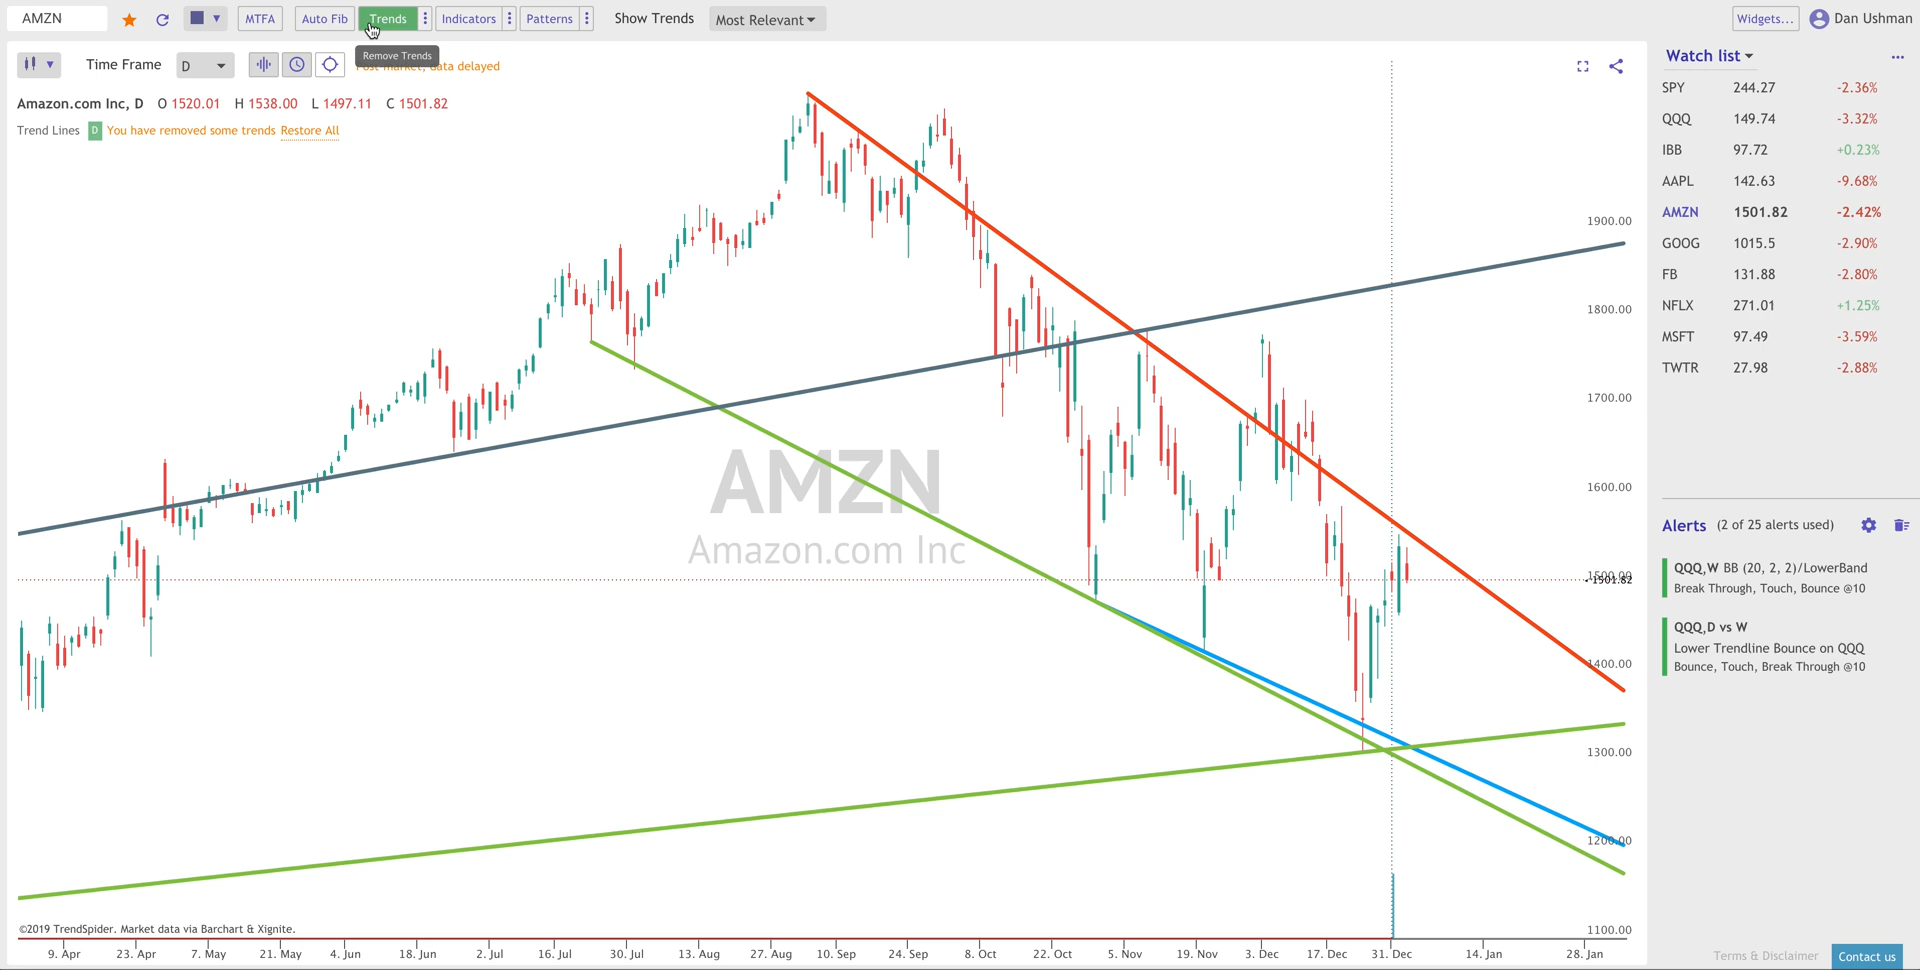 AMZN MTFA Auto Fib Trends Indicators Patterns Show Trends Most Relevant Widgets... Dan Ushman
Remove Trends
Time Frame D data delayed
Amazon.com Inc, D O 1520.01 H 1538.00 L 1497.11 C 1501.82
Trend Lines D You have removed some trends Restore All
AMZN
Amazon.com Inc
1900.00
1800.00
1700.00
1600.00
1500.00
1501.82
1400.00
1300.00
1200.00
1100.00
©2019 TrendSpider. Market data via Barchart & Xignite.
9. Apr 23. Apr 7. May 21. May 4. Jun 18. Jun 2. Jul 16. Jul 30. Jul 13. Aug 27. Aug 10. Sep 24. Sep 8. Oct 22. Oct 5. Nov 19. Nov 3. Dec 17. Dec 31. Dec 14. Jan 28. Jan
Watch list
SPY 244.27 -2.36%
QQQ 149.74 -3.32%
IBB 97.72 +0.23%
AAPL 142.63 -9.68%
AMZN 1501.82 -2.42%
GOOG 1015.5 -2.90%
FB 131.88 -2.80%
NFLX 271.01 +1.25%
MSFT 97.49 -3.59%
TWTR 27.98 -2.88%
Alerts (2 of 25 alerts used)
QQQ,W BB (20, 2, 2)/LowerBand
Break Through, Touch, Bounce @10
QQQ,D vs W
Lower Trendline Bounce on QQQ
Bounce, Touch, Break Through @10
Terms & Disclaimer Contact us